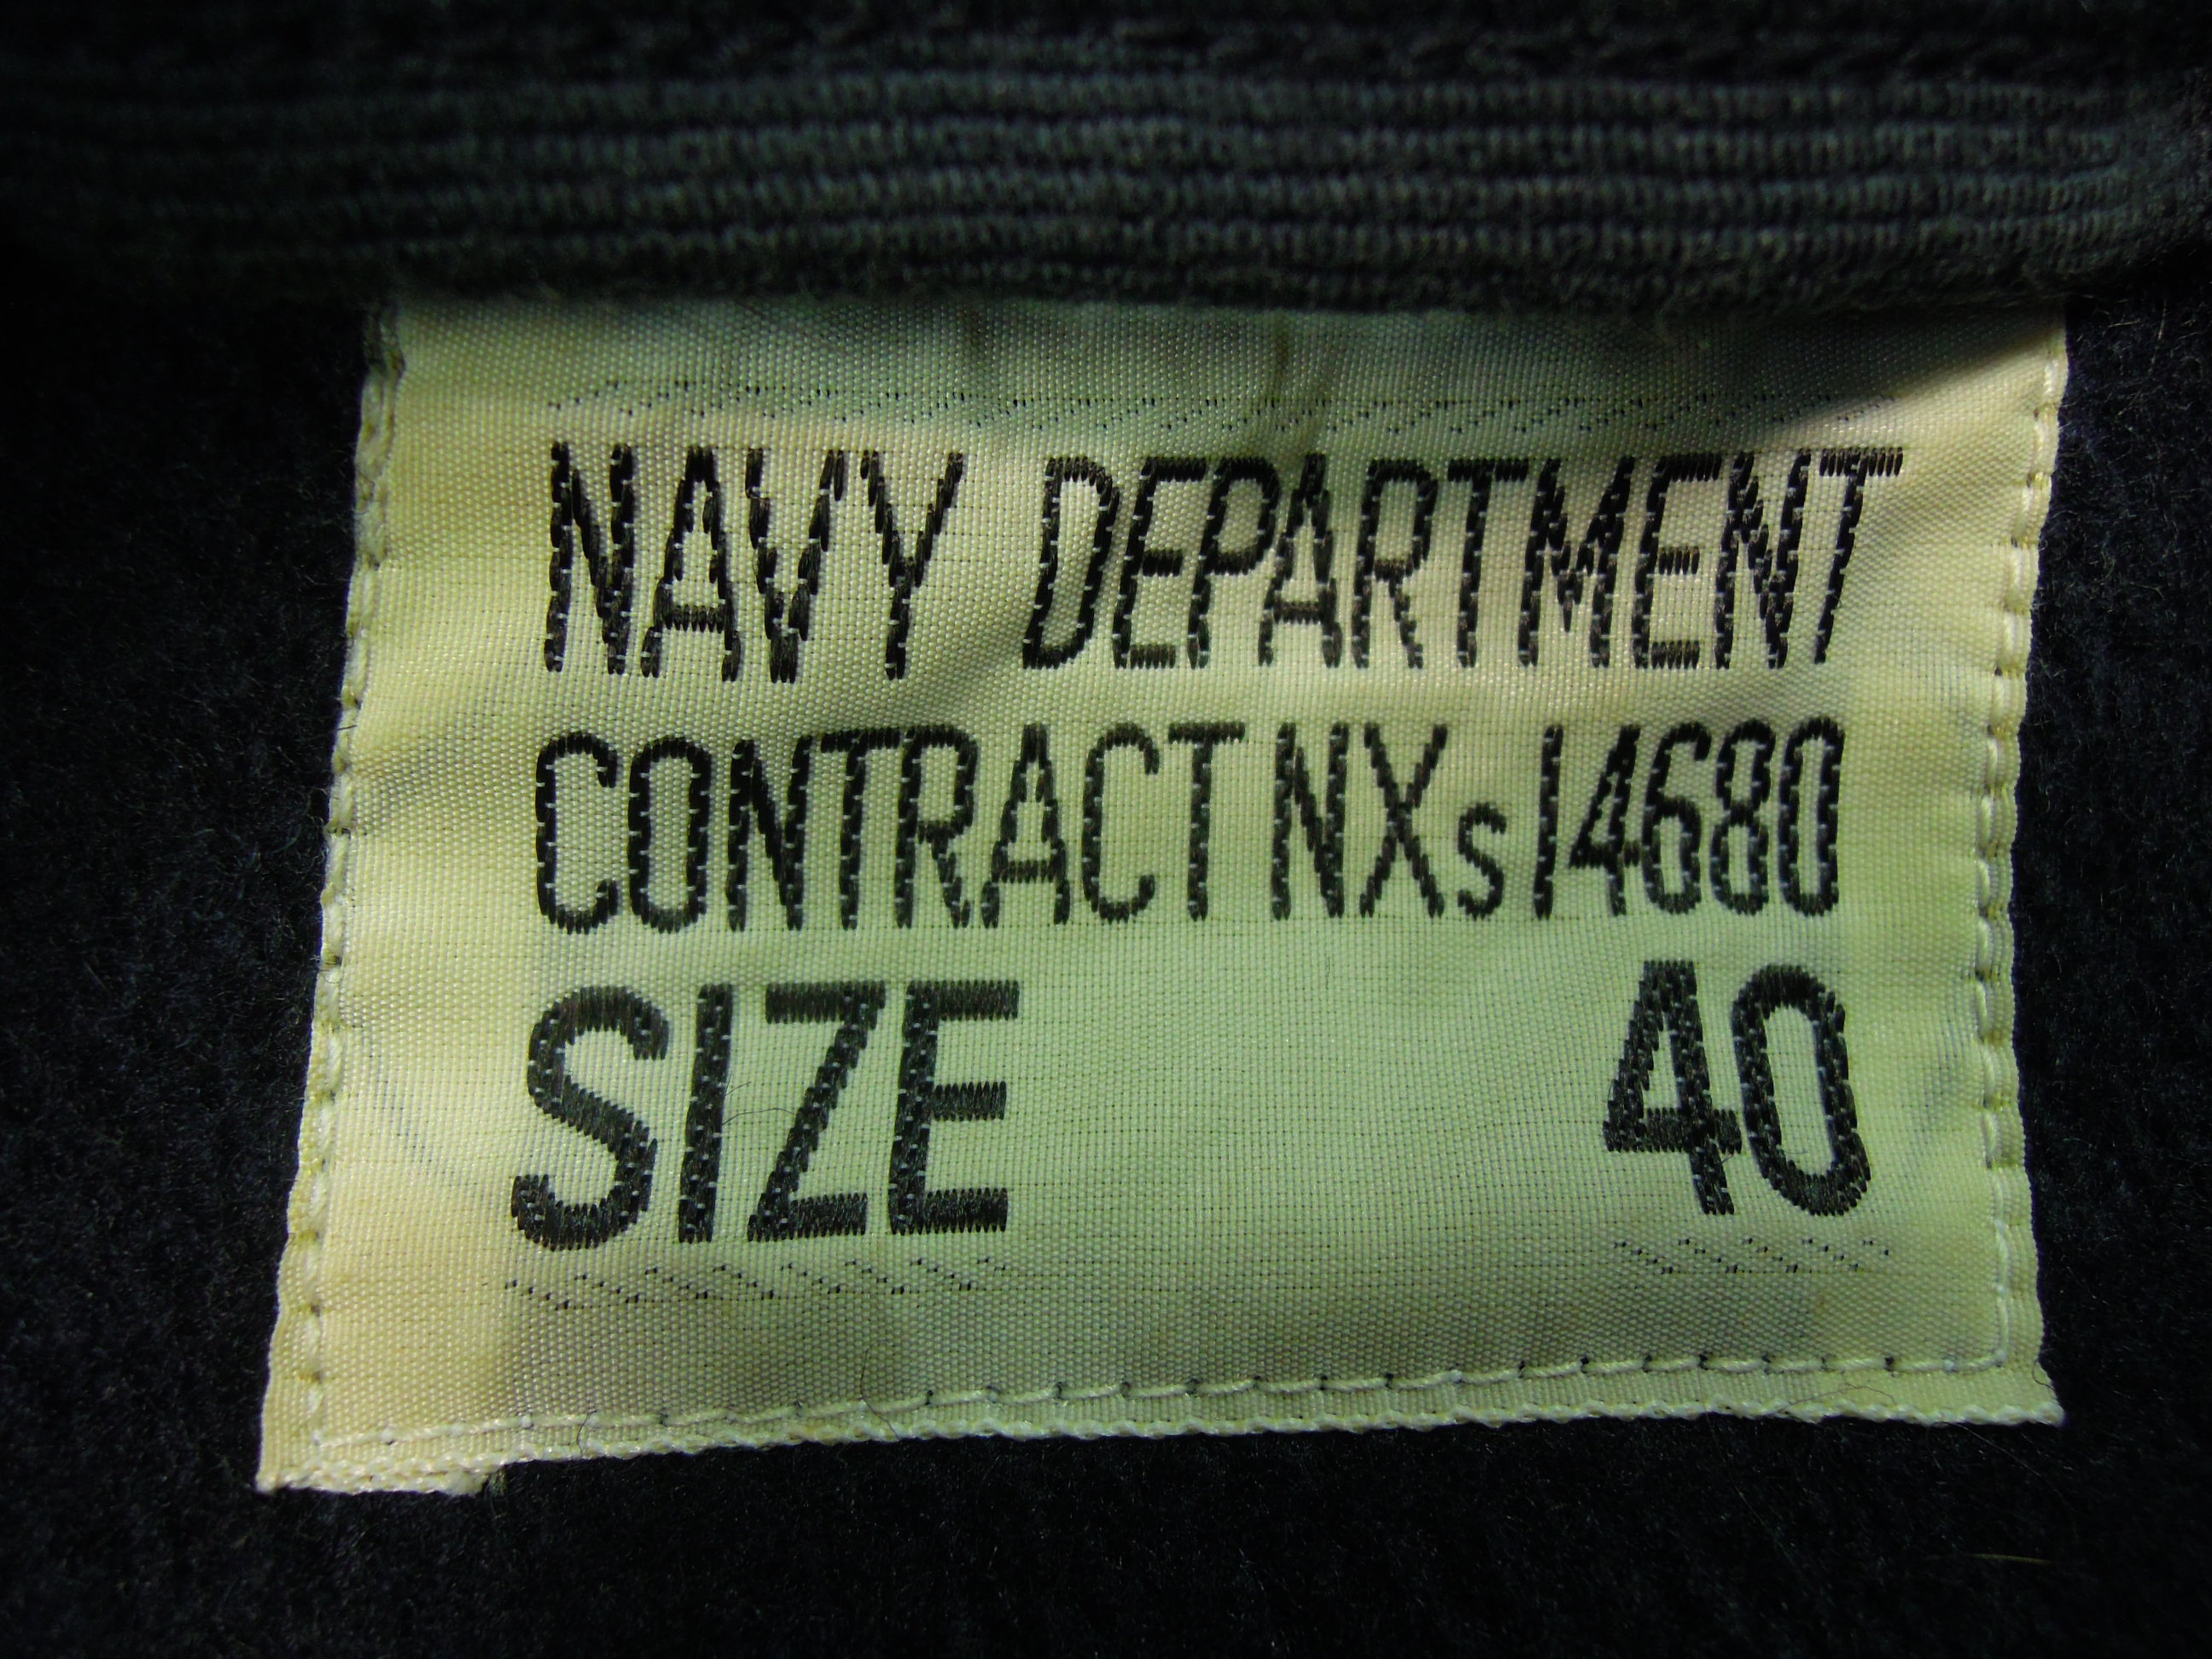 NAVY DEPARTMENT
CONTRACT NXs 14680
SIZE 40